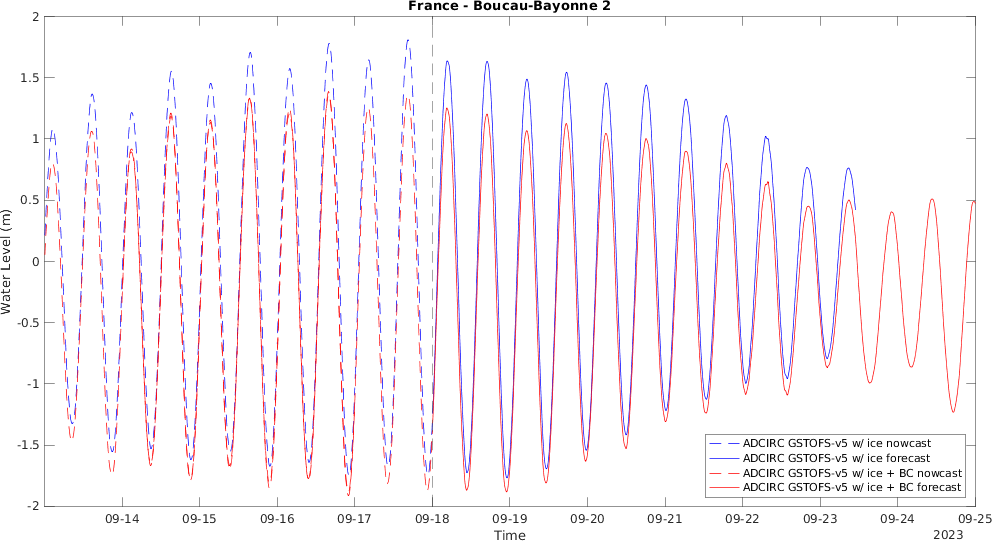 France - Boucau-Bayonne 2
Water Level (m)
2
1.5
1
0.5
0
-0.5
-1
-1.5
-2
ADCIRC GSTOFS-v5 w/ ice nowcast
ADCIRC GSTOFS-v5 w/ ice forecast
ADCIRC GSTOFS-v5 w/ ice + BC nowcast
ADCIRC GSTOFS-v5 w/ ice + BC forecast
09-14 09-15 09-16 09-17 09-18 09-19 09-20 09-21 09-22 09-23 09-24 09-25
Time
2023